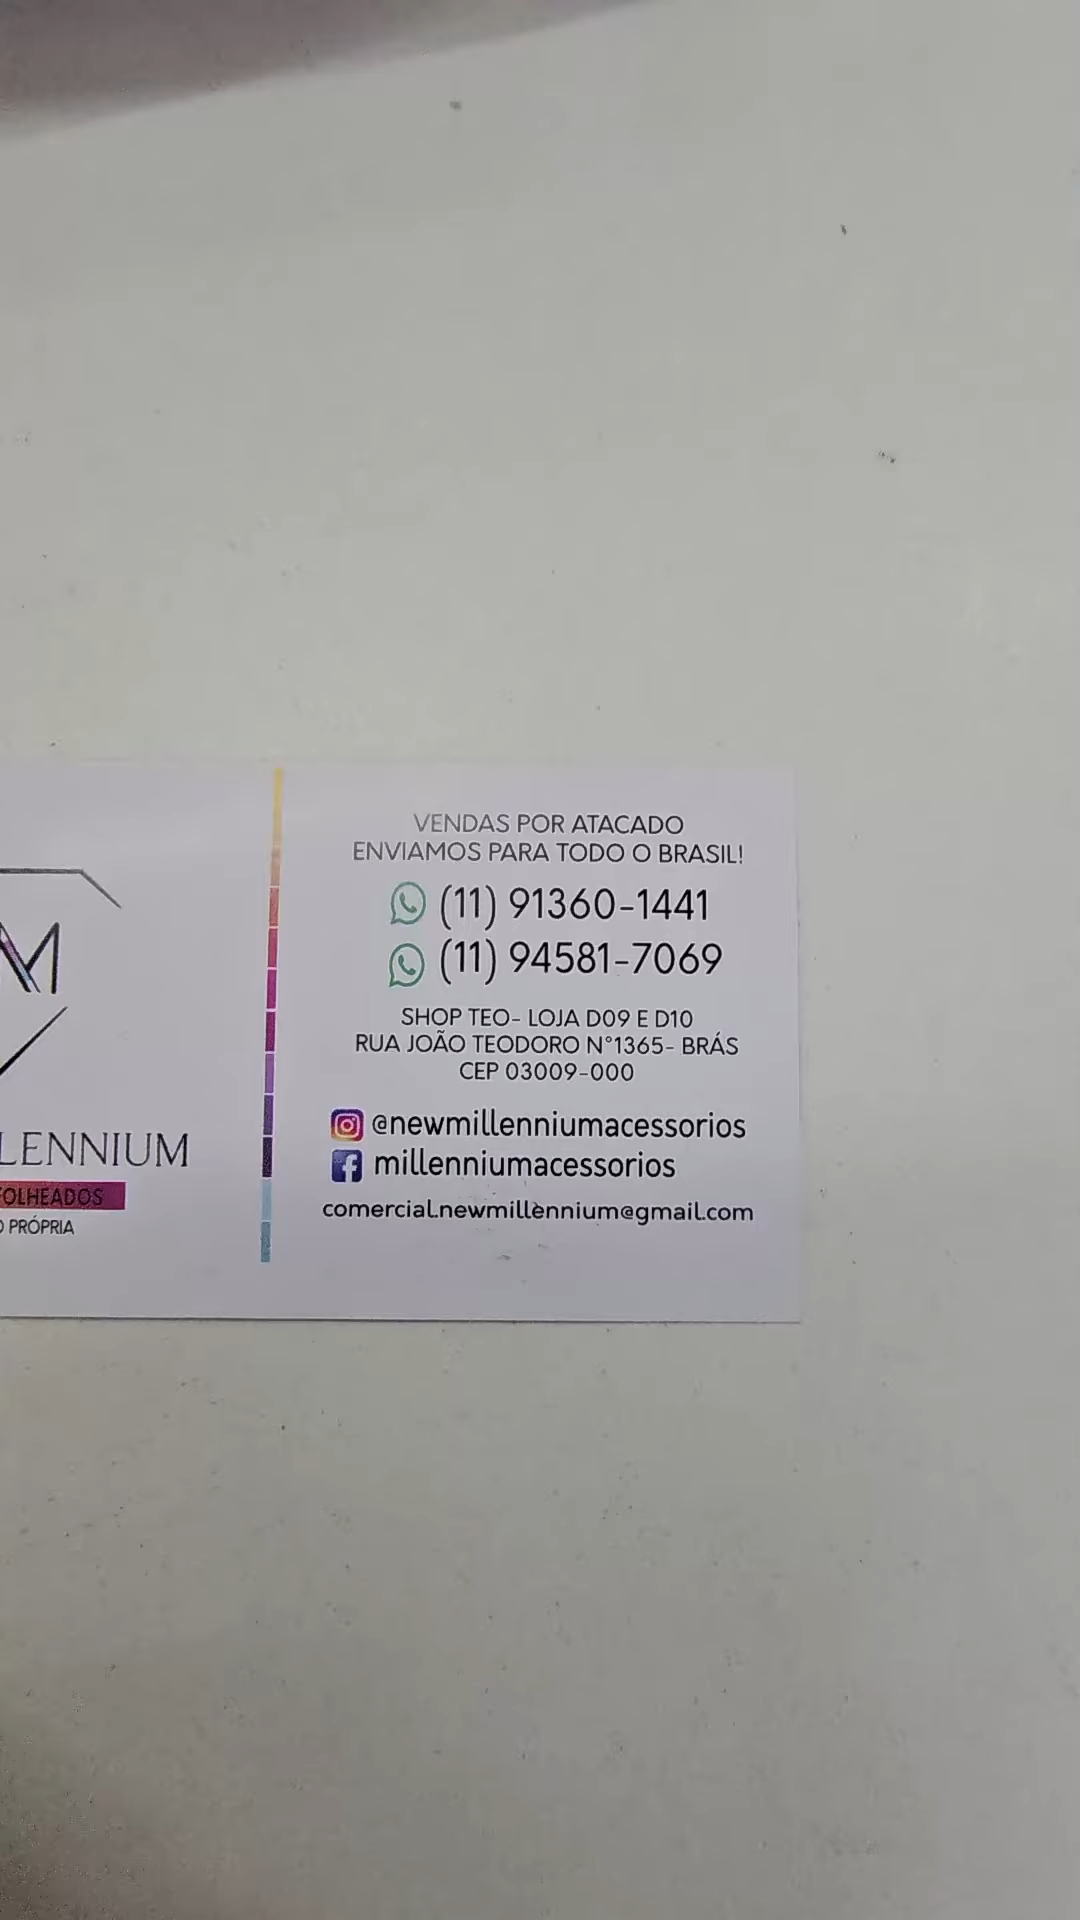 M
LENNIUM
FOLHEADOS
PRÓPRIA
VENDAS POR ATACADO
ENVIAMOS PARA TODO O BRASIL!
(11) 91360-1441
(11) 94581-7069
SHOP TEO- LOJA D09 E D10
RUA JOÃO TEODORO N°1365- BRÁS
CEP 03009-000
@newmillenniumacessorios
millenniumacessorios
comercial.newmillennium@gmail.com